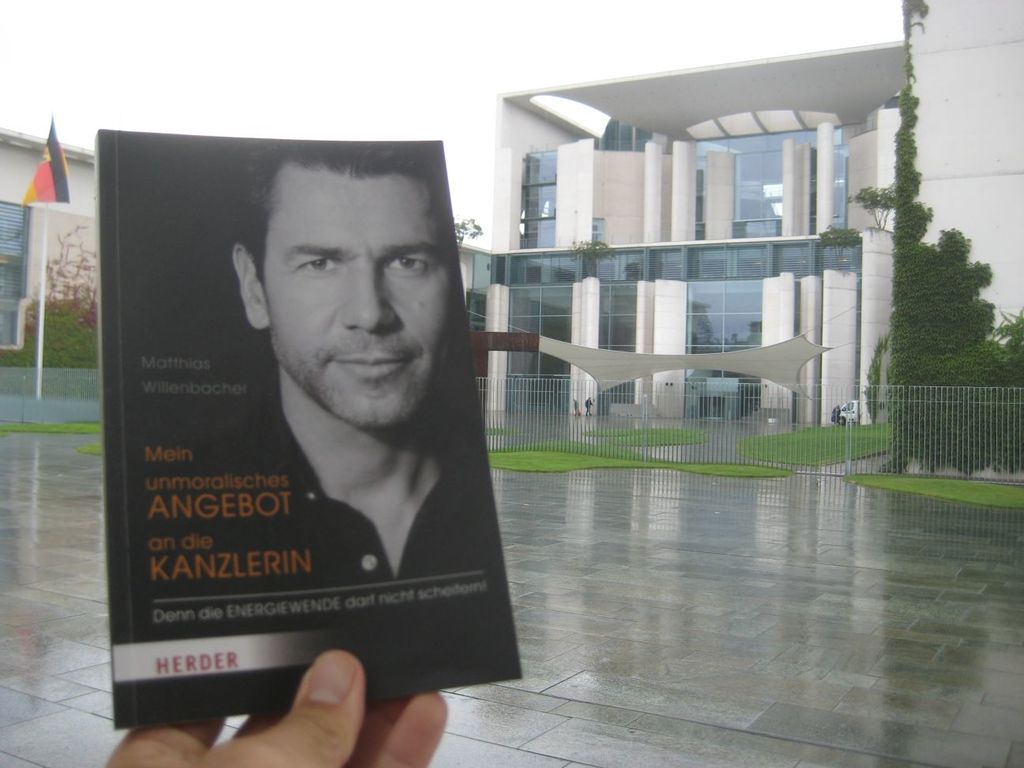 Matthias
Willenbacher
Mein
unmoralisches
ANGEBOT
an die
KANZLERIN
Denn die ENERGIEWENDE darf nicht scheitern!
HERDER